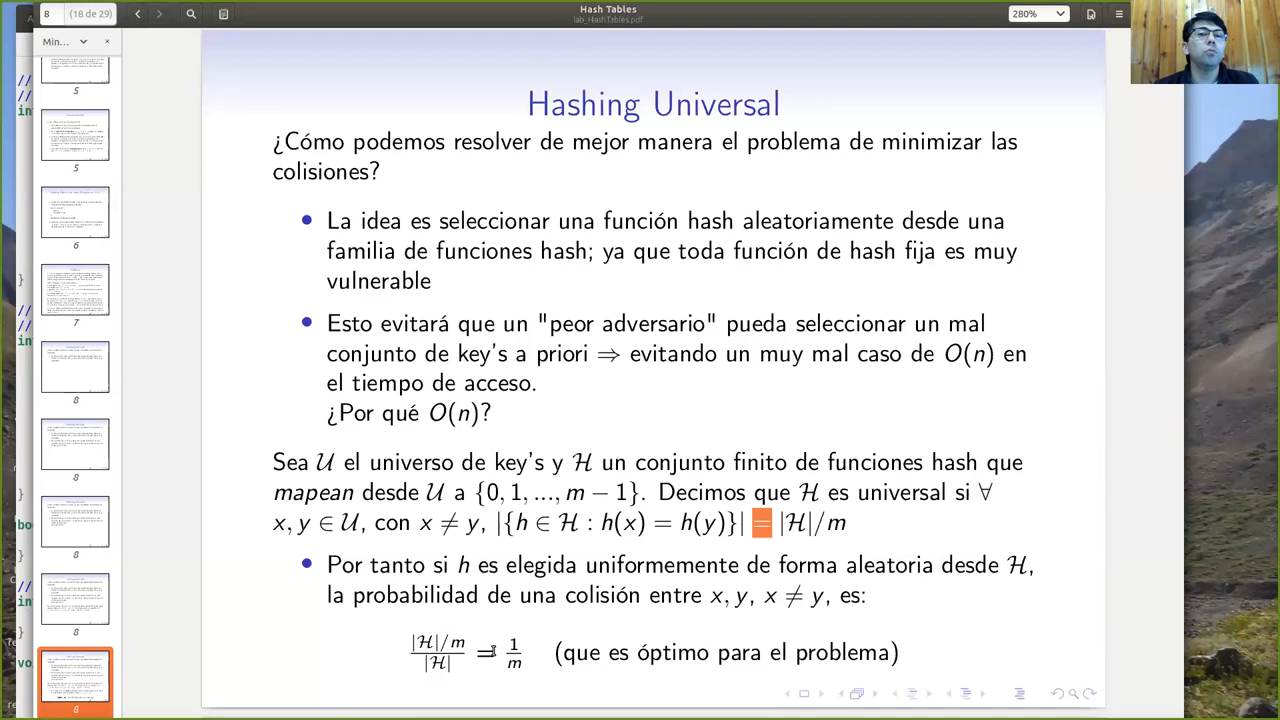 Hash Tables
lab_HashTables.pdf
8
(18 de 29)
280%
Min...
5
5
6
7
8
8
8
8
8
Hashing Universal
¿Cómo podemos resolver de mejor manera el problema de minimizar las
colisiones?
• La idea es seleccionar una función hash aleatoriamente desde una
familia de funciones hash; ya que toda función de hash fija es muy
vulnerable
• Esto evitará que un "peor adversario" pueda seleccionar un mal
conjunto de key's a priori ⇒ evitando un muy mal caso de O(n) en
el tiempo de acceso.
¿Por qué O(n)?
Sea 𝒰 el universo de key's y ℋ un conjunto finito de funciones hash que
mapean desde 𝒰 a {0, 1, ..., m − 1}. Decimos que ℋ es universal si ∀
x, y ∈ 𝒰, con x ≠ y, |{h ∈ ℋ : h(x) = h(y)}| = |ℋ|/m
• Por tanto si h es elegida uniformemente de forma aleatoria desde ℋ,
la probabilidad de una colisión entre x, y, x ≠ y, es:
|ℋ|/m / |ℋ| = 1/m (que es óptimo para al problema)